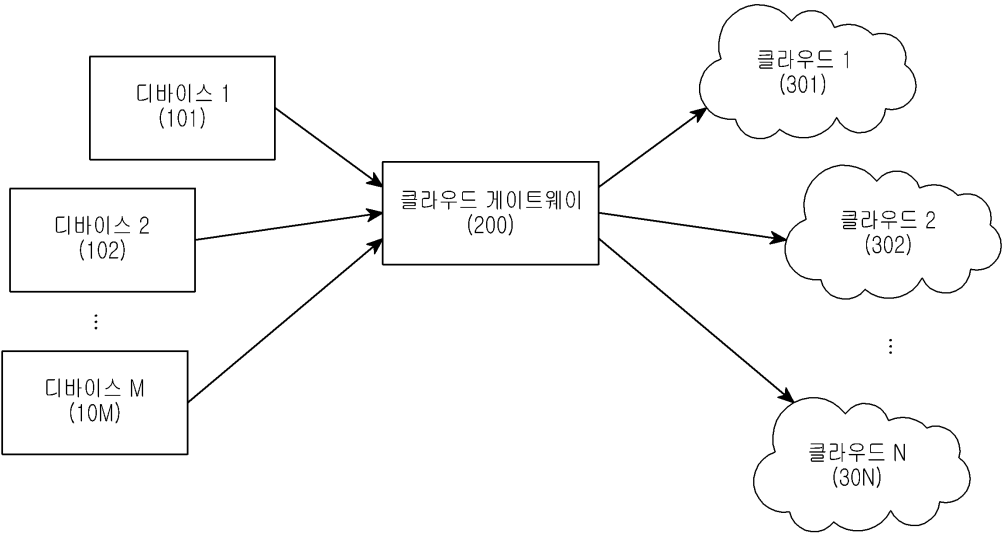 디바이스 1
(101)
디바이스 2
(102)
⋮
디바이스 M
(10M)
클라우드 게이트웨이
(200)
클라우드 1
(301)
클라우드 2
(302)
⋮
클라우드 N
(30N)